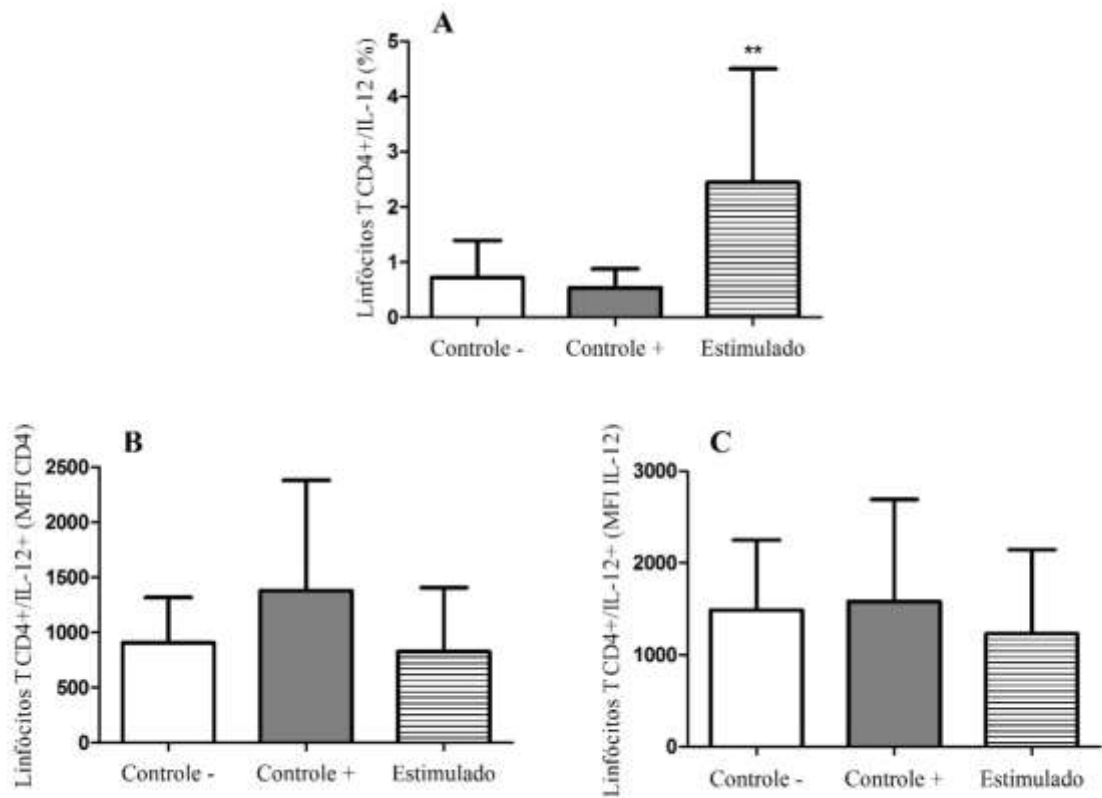 A
Linfócitos T CD4+/IL-12 (%)
5
4
3
2
1
0
**
Controle -
Controle +
Estimulado
B
Linfócitos T CD4+/IL-12+ (MFI CD4)
2500
2000
1500
1000
500
0
Controle -
Controle +
Estimulado
C
Linfócitos T CD4+/IL-12+ (MFI IL-12)
3000
2000
1000
0
Controle -
Controle +
Estimulado